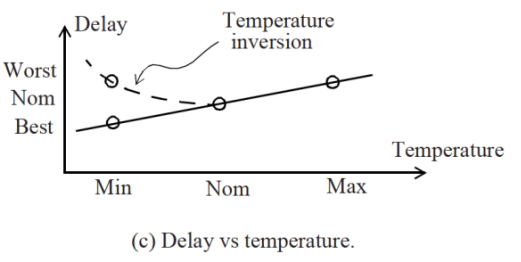 Delay
Temperature
inversion
Worst
Nom
Best
Temperature
Min
Nom
Max
(c) Delay vs temperature.